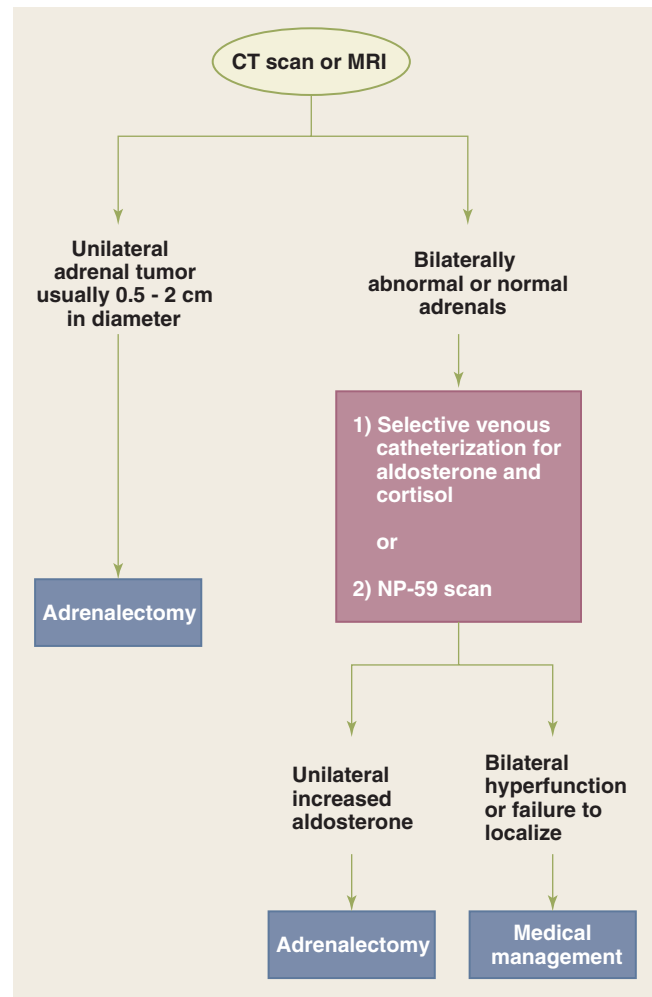 CT scan or MRI
Unilateral
adrenal tumor
usually 0.5 - 2 cm
in diameter
Bilaterally
abnormal or normal
adrenals
1) Selective venous
catheterization for
aldosterone and
cortisol
or
2) NP-59 scan
Adrenalectomy
Unilateral
increased
aldosterone
Bilateral
hyperfunction
or failure to
localize
Adrenalectomy
Medical
management